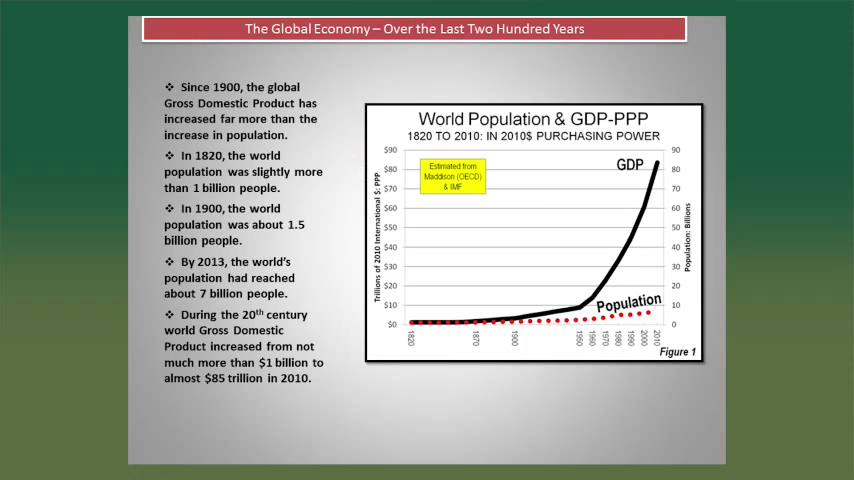 The Global Economy – Over the Last Two Hundred Years
❖ Since 1900, the global
Gross Domestic Product has
increased far more than the
increase in population.
❖ In 1820, the world
population was slightly more
than 1 billion people.
❖ In 1900, the world
population was about 1.5
billion people.
❖ By 2013, the world's
population had reached
about 7 billion people.
❖ During the 20th century
world Gross Domestic
Product increased from not
much more than $1 billion to
almost $85 trillion in 2010.
World Population & GDP-PPP
1820 TO 2010: IN 2010$ PURCHASING POWER
Trillions of 2010 International $: PPP
$90
$80
$70
$60
$50
$40
$30
$20
$10
$0
Estimated from
Maddison (OECD)
& IMF
GDP
Population
90
80
70
60
50
40
30
20
10
0
Population: Billions
1820
1870
1900
1950
1960
1970
1980
1990
2000
2010
Figure 1